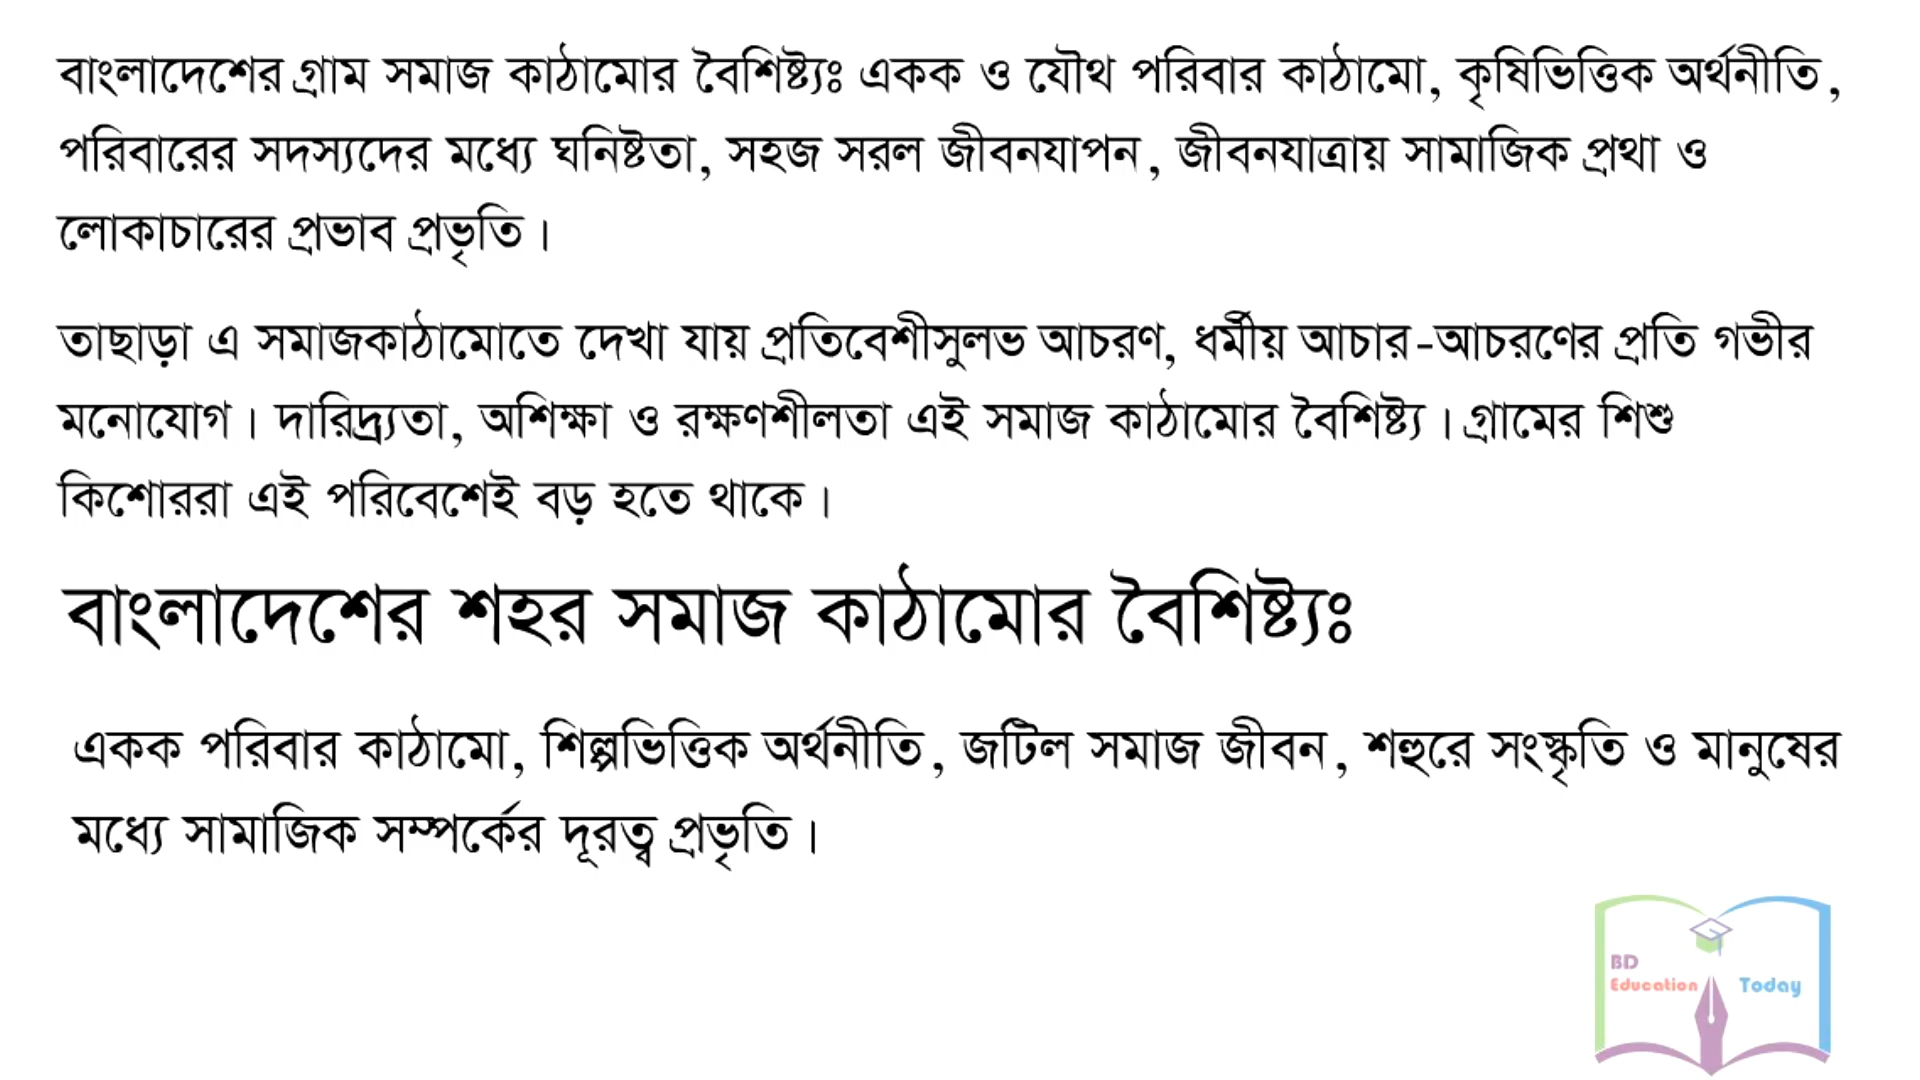 বাংলাদেশের গ্রাম সমাজ কাঠামোর বৈশিষ্ট্যঃ একক ও যৌথ পরিবার কাঠামো, কৃষিভিত্তিক অর্থনীতি,
পরিবারের সদস্যদের মধ্যে ঘনিষ্টতা, সহজ সরল জীবনযাপন, জীবনযাত্রায় সামাজিক প্রথা ও
লোকাচারের প্রভাব প্রভৃতি।
তাছাড়া এ সমাজকাঠামোতে দেখা যায় প্রতিবেশীসুলভ আচরণ, ধর্মীয় আচার-আচরণের প্রতি গভীর
মনোযোগ। দারিদ্র্যতা, অশিক্ষা ও রক্ষণশীলতা এই সমাজ কাঠামোর বৈশিষ্ট্য। গ্রামের শিশু
কিশোররা এই পরিবেশেই বড় হতে থাকে।
বাংলাদেশের শহর সমাজ কাঠামোর বৈশিষ্ট্যঃ
একক পরিবার কাঠামো, শিল্পভিত্তিক অর্থনীতি, জটিল সমাজ জীবন, শহুরে সংস্কৃতি ও মানুষের
মধ্যে সামাজিক সম্পর্কের দূরত্ব প্রভৃতি।
BD
Education Today